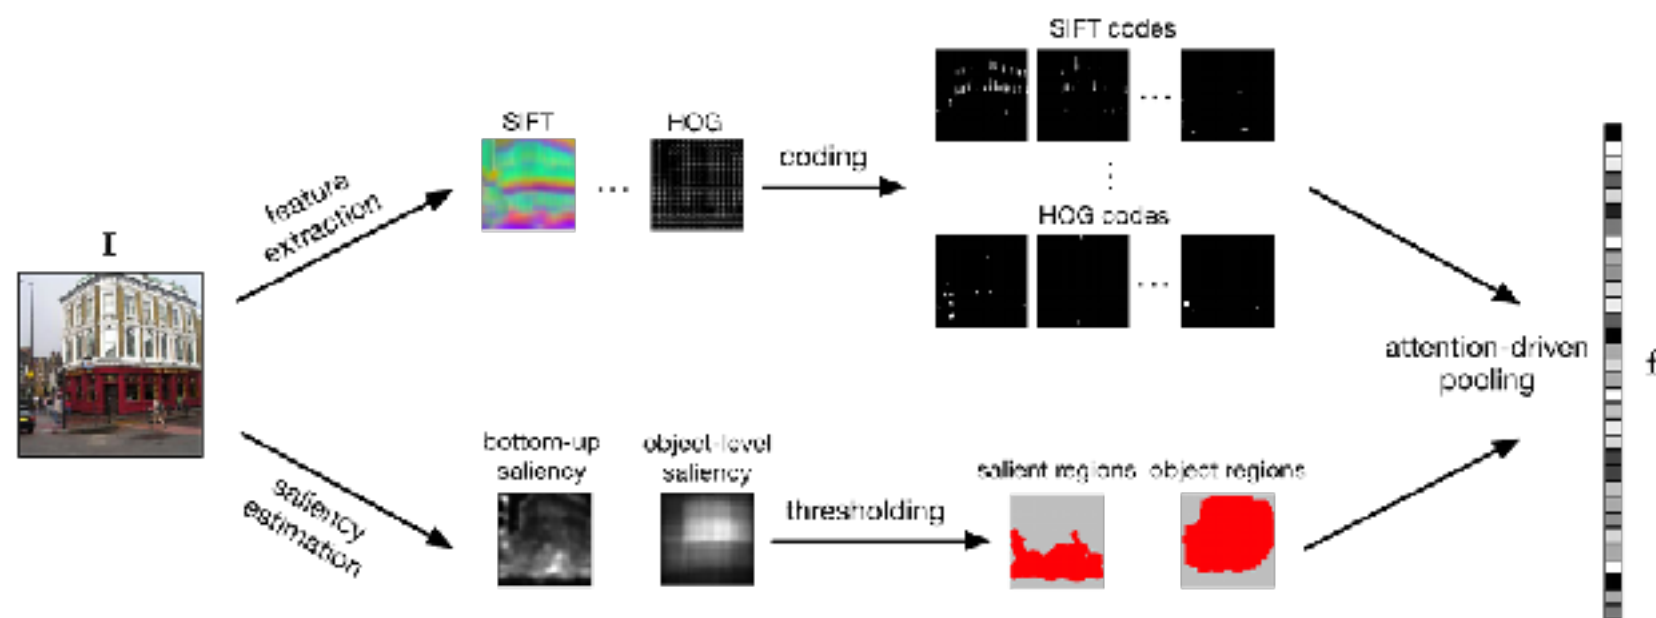 I
feature
extraction
SIFT
...
HOG
coding
SIFT codes
...
⋮
HOG codes
...
saliency
estimation
bottom-up
saliency
object-level
saliency
thresholding
salient regions
object regions
attention-driven
pooling
f